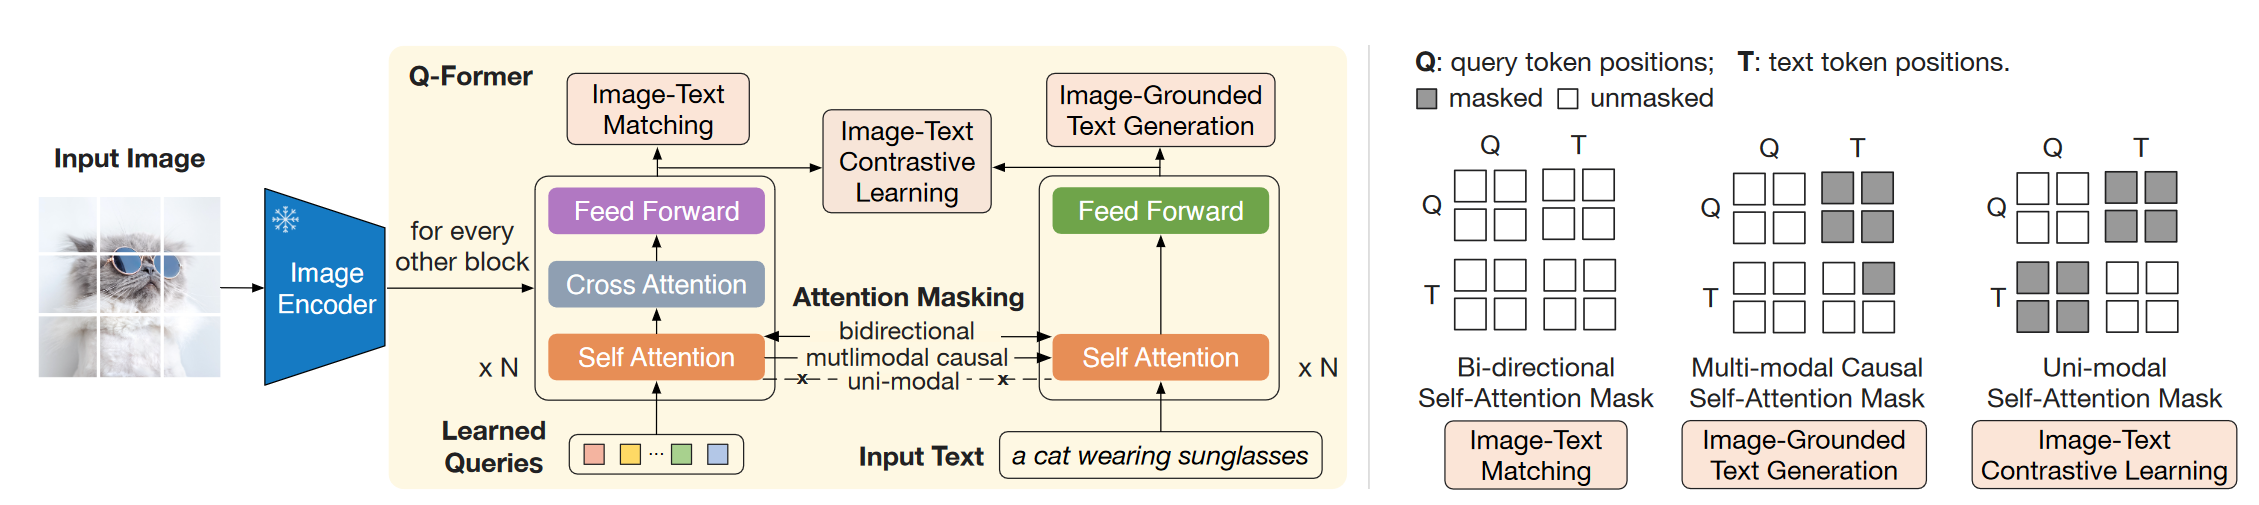 Input Image
Image
Encoder
Q-Former
for every
other block
Image-Text
Matching
Image-Text
Contrastive
Learning
Image-Grounded
Text Generation
Feed Forward
Cross Attention
Self Attention
x N
Attention Masking
bidirectional
mutlimodal causal
x uni-modal x
Feed Forward
Self Attention
x N
Learned
Queries
...
Input Text
a cat wearing sunglasses
Q: query token positions; T: text token positions.
masked unmasked
Q T
Q
T
Bi-directional
Self-Attention Mask
Image-Text
Matching
Q T
Q
T
Multi-modal Causal
Self-Attention Mask
Image-Grounded
Text Generation
Q T
Q
T
Uni-modal
Self-Attention Mask
Image-Text
Contrastive Learning